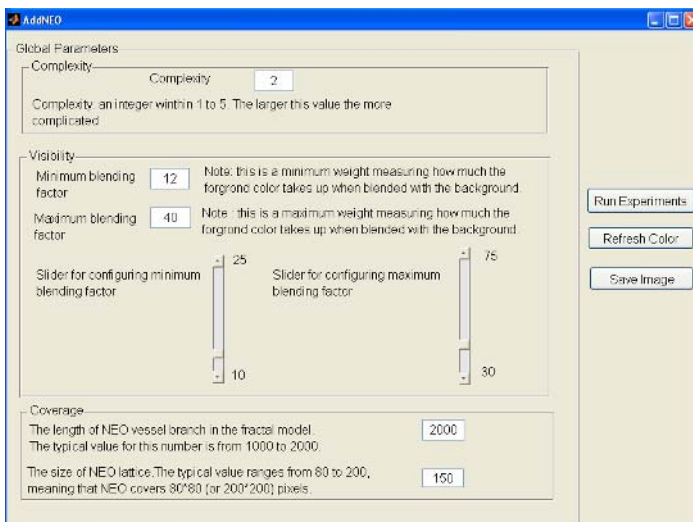 AddNEO
Global Parameters
Complexity
Complexity 2
Complexity: an integer winthin 1 to 5. The larger this value the more
complicated
Visibility
Minimum blending
factor
12
Note: this is a minimum weight measuring how much the
forgrond color takes up when blended with the background.
Maximum blending
factor
40
Note : this is a maximum weight measuring how much the
forgrond color takes up when blended with the background.
Slider for configuring minimum
blending factor
25
10
Slider for configuring maximum
blending factor
75
30
Coverage
The length of NEO vessel branch in the fractal model.
The typical value for this number is from 1000 to 2000.
2000
The size of NEO lattice.The typical value ranges from 80 to 200,
meaning that NEO covers 80*80 (or 200*200) pixels.
150
Run Experiments
Refresh Color
Save Image